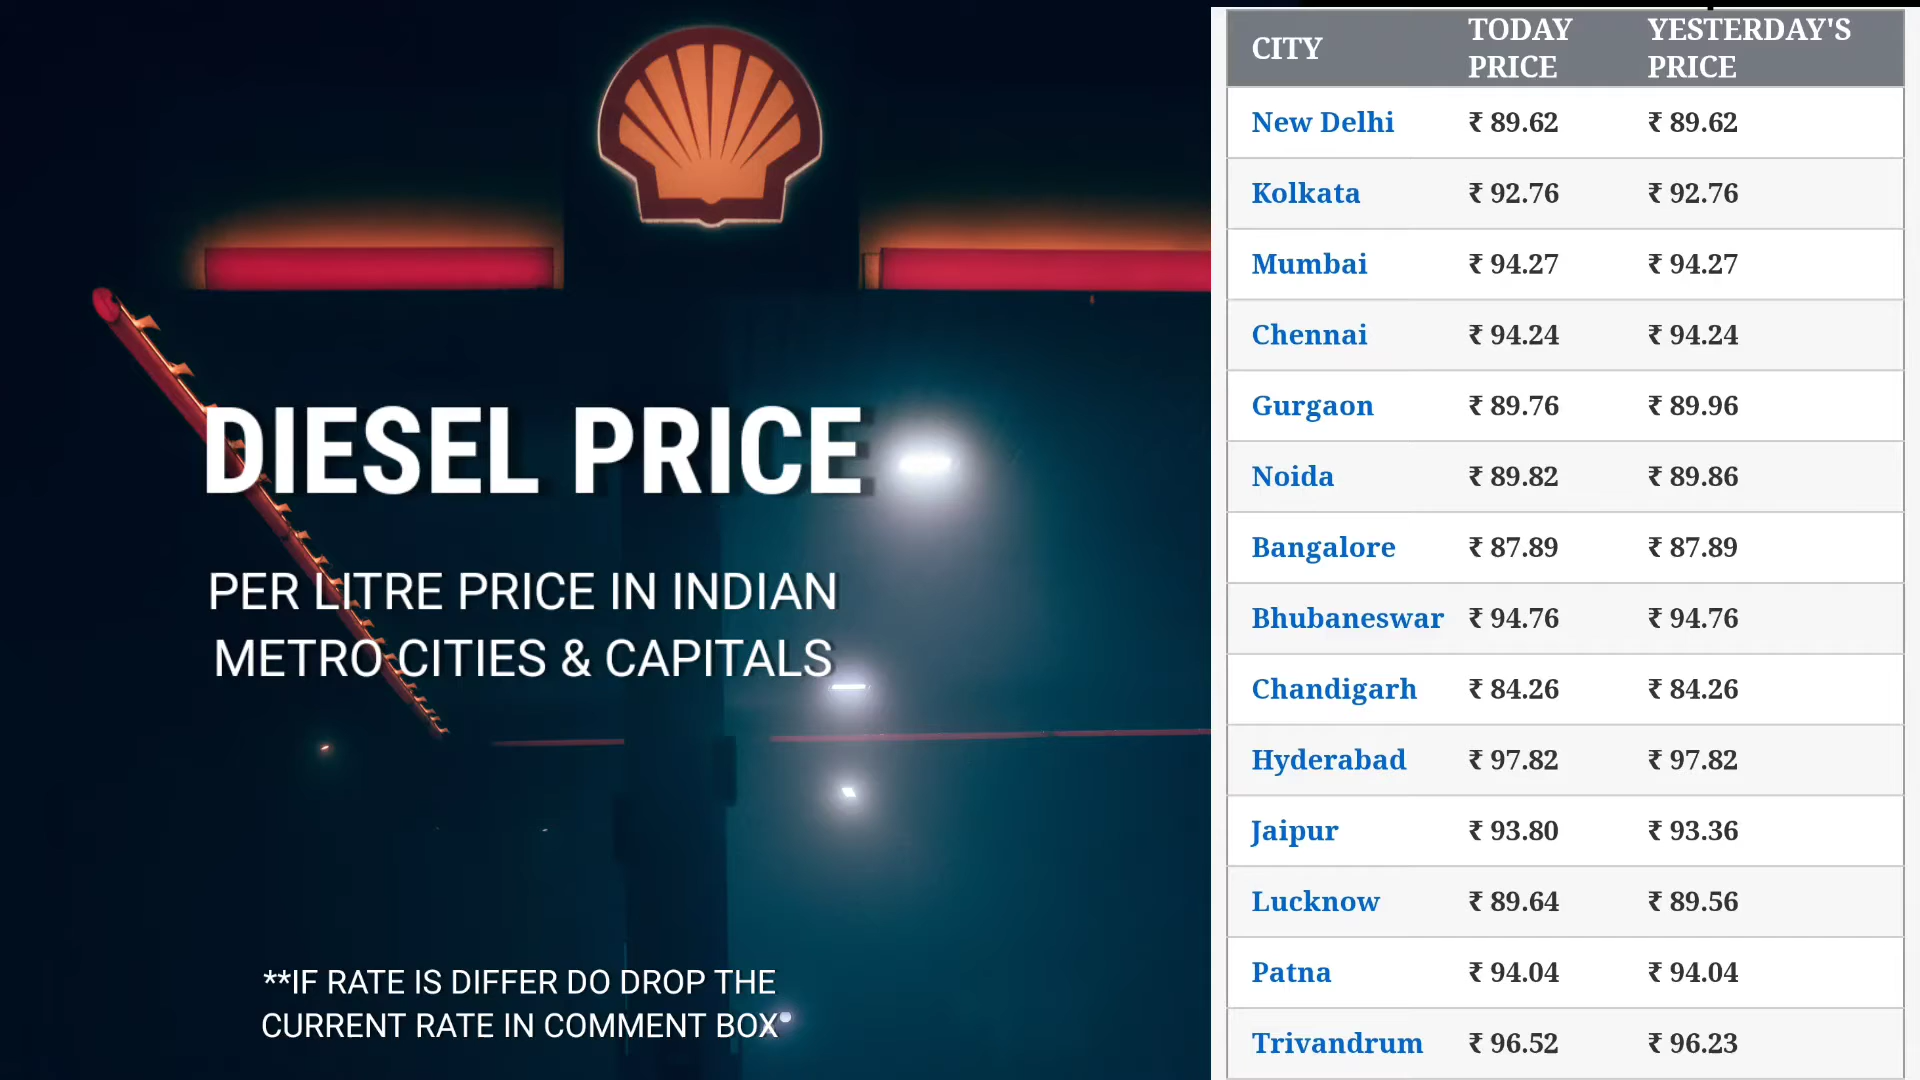 DIESEL PRICE
PER LITRE PRICE IN INDIAN
METRO CITIES & CAPITALS
**IF RATE IS DIFFER DO DROP THE
CURRENT RATE IN COMMENT BOX
CITY TODAY PRICE YESTERDAY'S PRICE
New Delhi ₹ 89.62 ₹ 89.62
Kolkata ₹ 92.76 ₹ 92.76
Mumbai ₹ 94.27 ₹ 94.27
Chennai ₹ 94.24 ₹ 94.24
Gurgaon ₹ 89.76 ₹ 89.96
Noida ₹ 89.82 ₹ 89.86
Bangalore ₹ 87.89 ₹ 87.89
Bhubaneswar ₹ 94.76 ₹ 94.76
Chandigarh ₹ 84.26 ₹ 84.26
Hyderabad ₹ 97.82 ₹ 97.82
Jaipur ₹ 93.80 ₹ 93.36
Lucknow ₹ 89.64 ₹ 89.56
Patna ₹ 94.04 ₹ 94.04
Trivandrum ₹ 96.52 ₹ 96.23